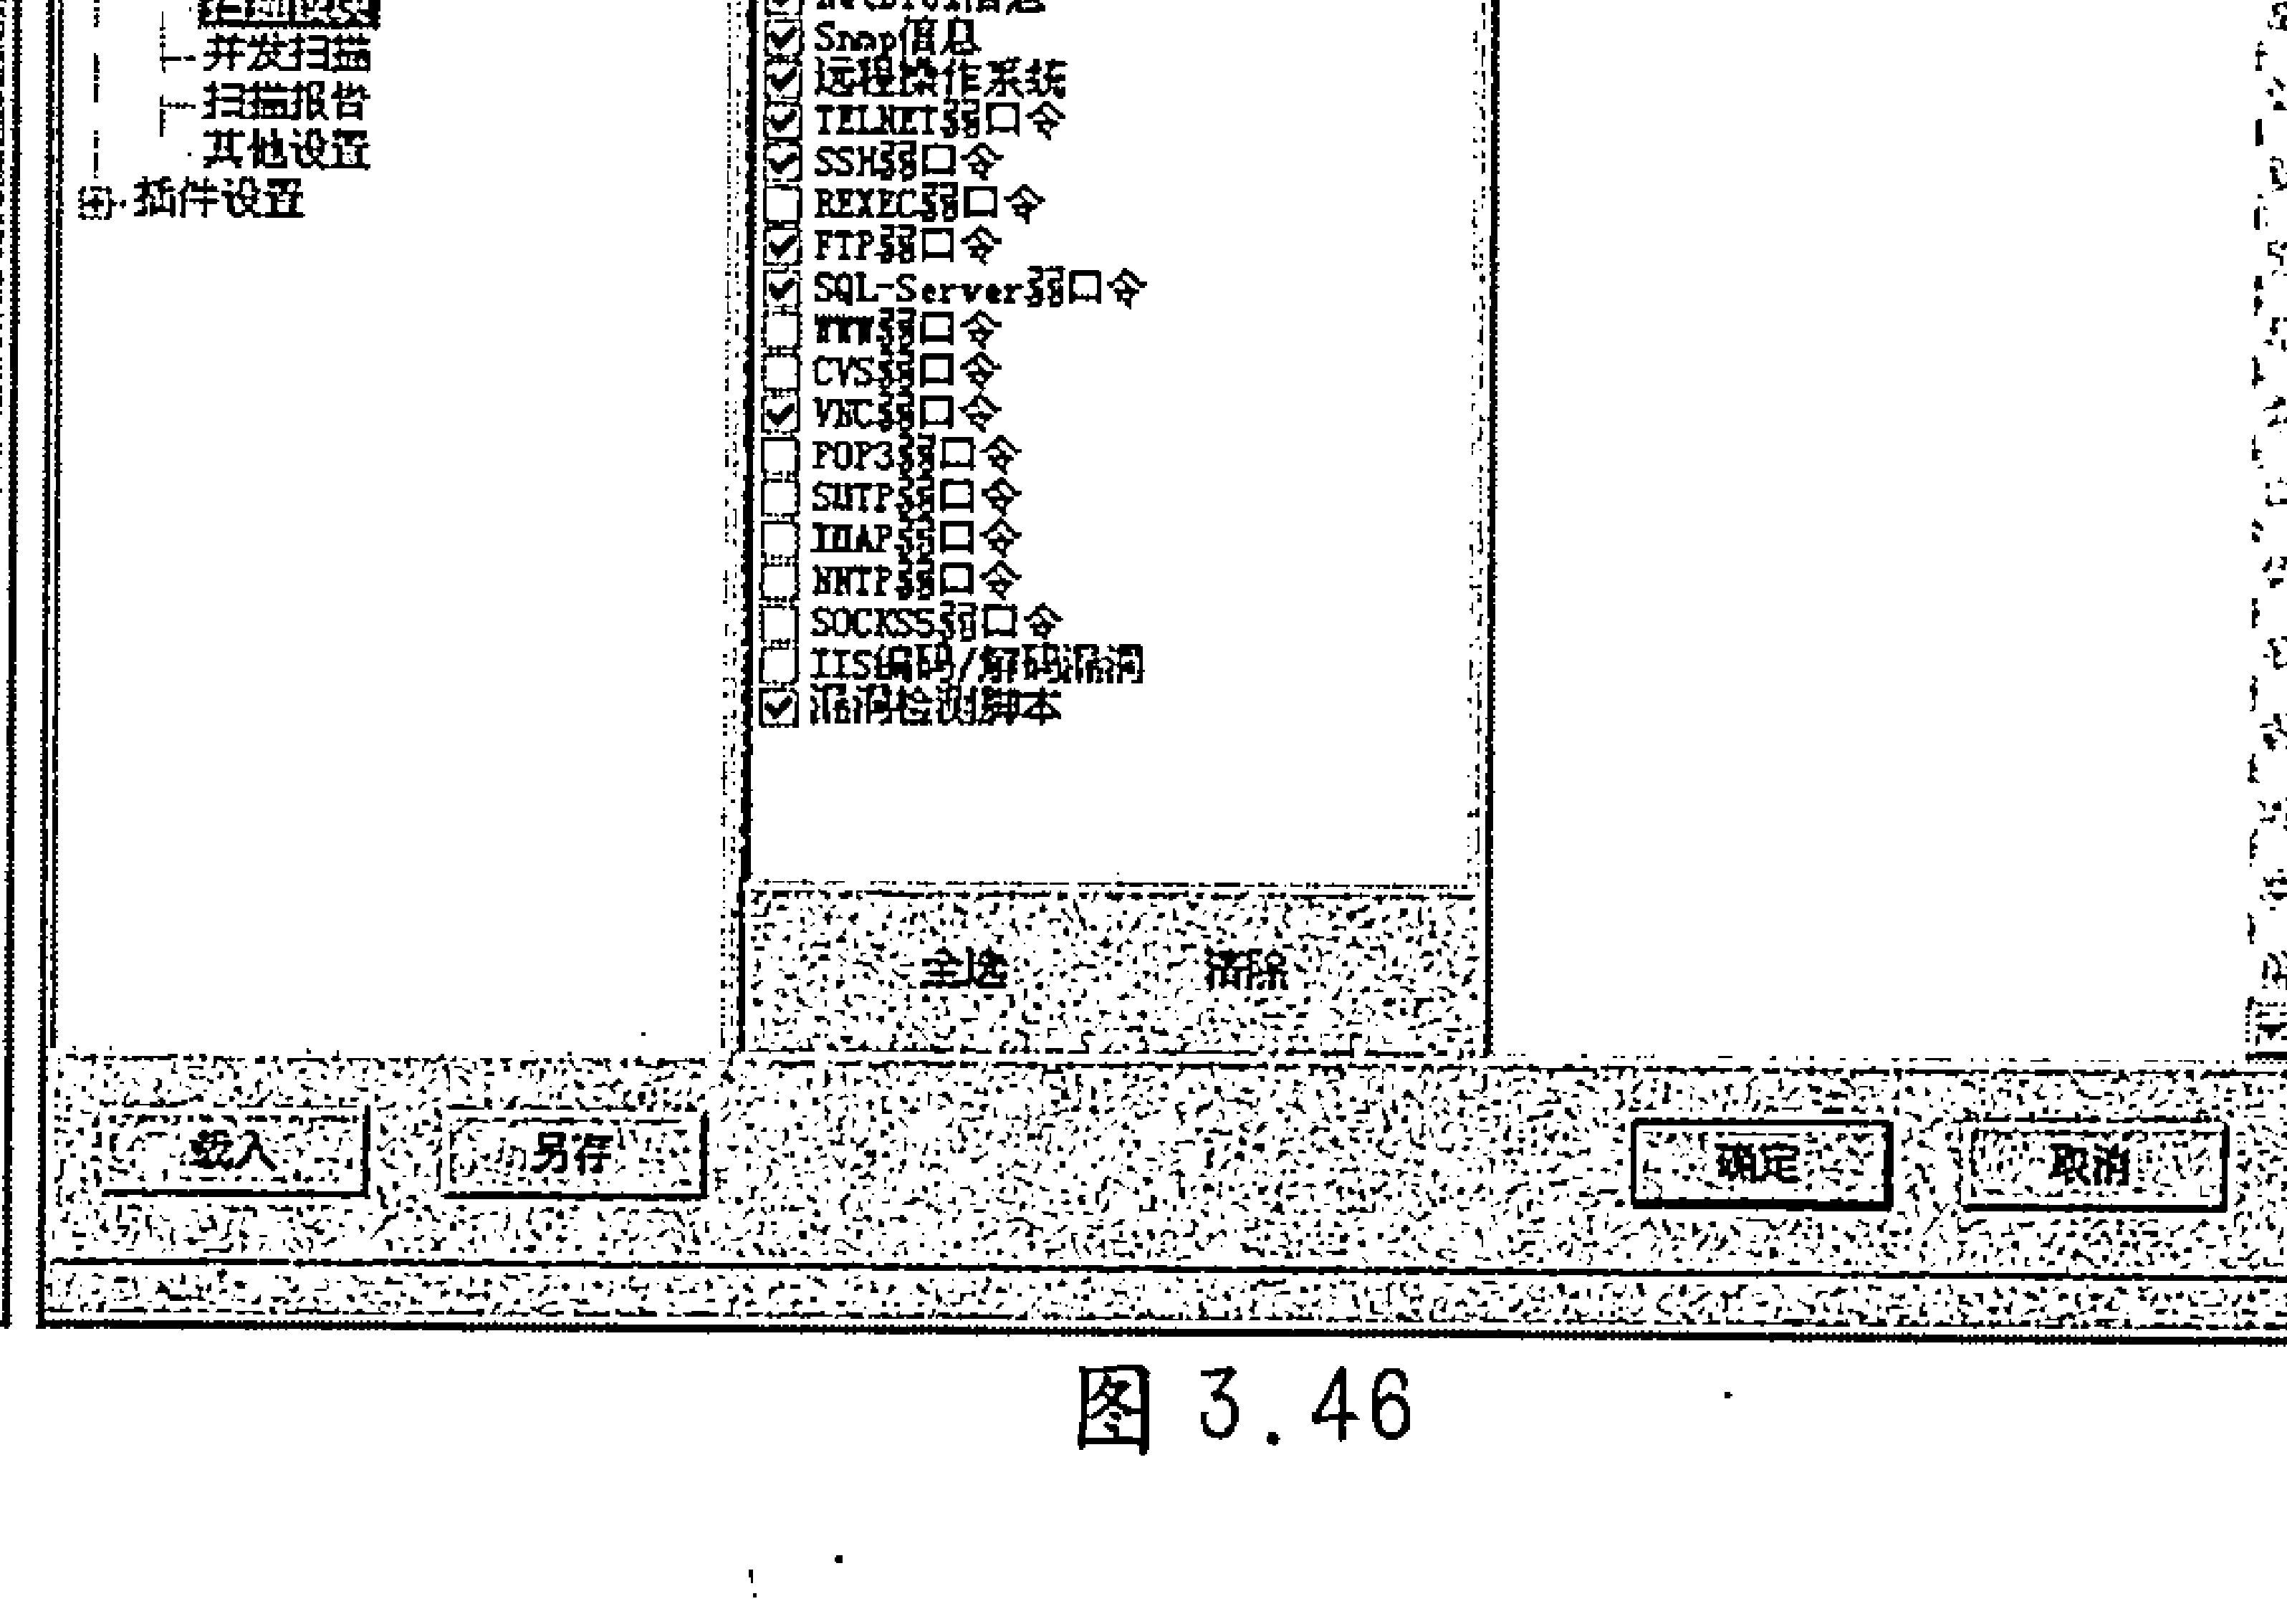 并发扫描
扫描报告
其他设置
插件设置
Snmp信息
远程操作系统
TELNET弱口令
SSH弱口令
REXEC弱口令
FTP弱口令
SQL-Server弱口令
WWW弱口令
CVS弱口令
VNC弱口令
POP3弱口令
SMTP弱口令
IMAP弱口令
NNTP弱口令
SOCKS5弱口令
IIS编码/解码漏洞
漏洞检测脚本
全选 清除
载入 另存 确定 取消
图 3.46